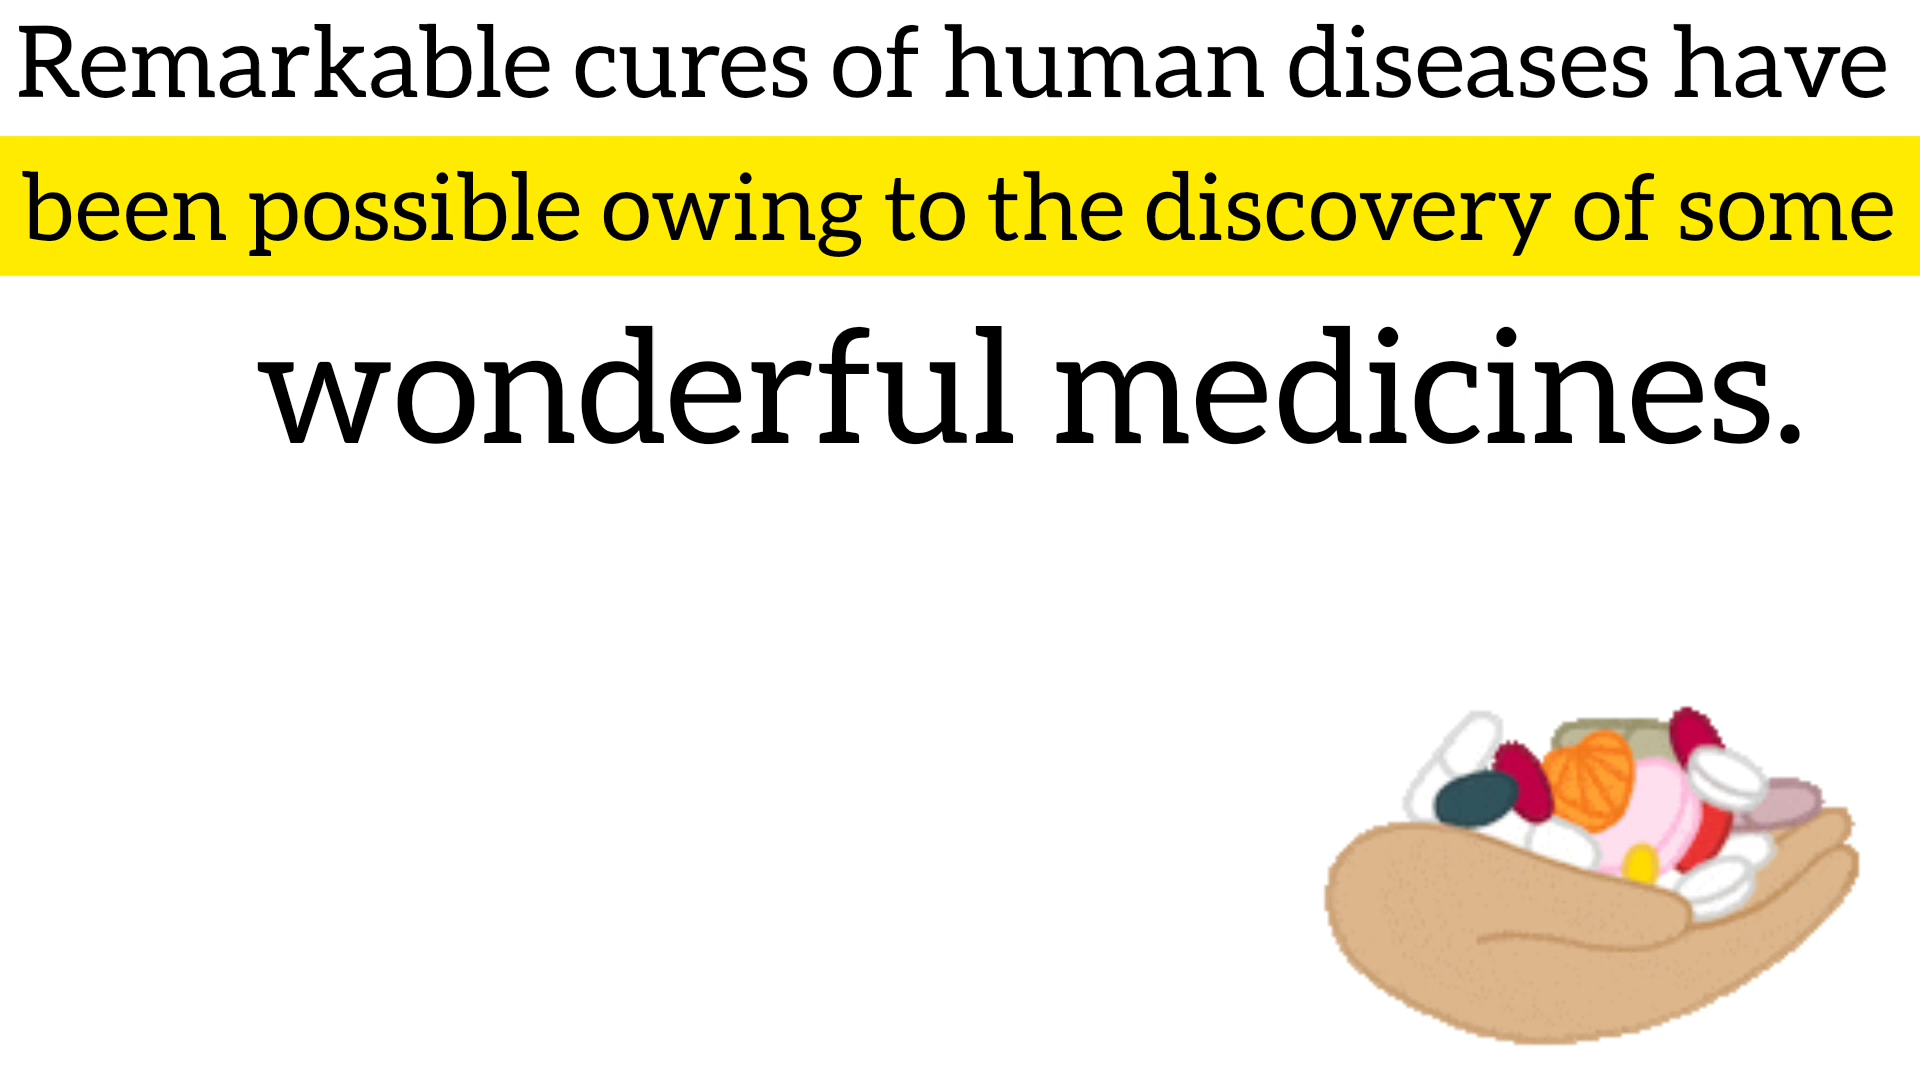 Remarkable cures of human diseases have
been possible owing to the discovery of some
wonderful medicines.